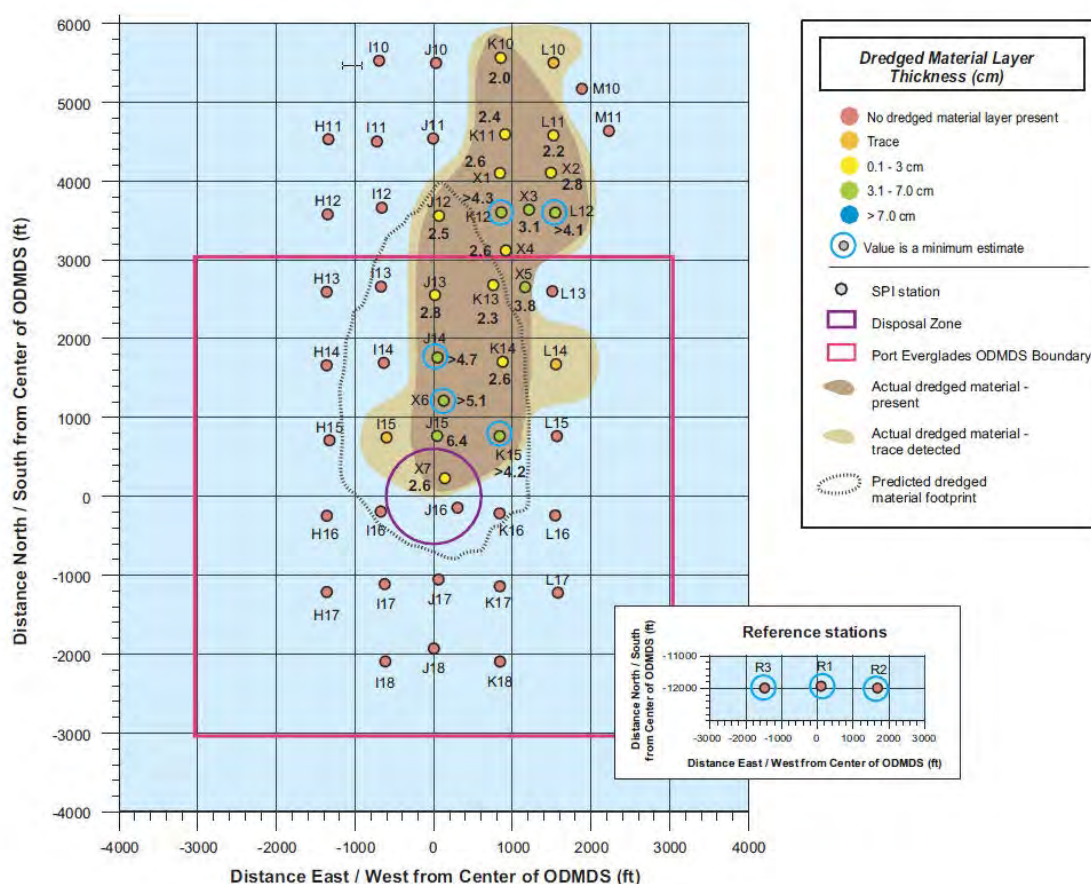 6000
5000
4000
3000
2000
1000
0
-1000
-2000
-3000
-4000
Distance North / South from Center of ODMDS (ft)
-4000 -3000 -2000 -1000 0 1000 2000 3000 4000
Distance East / West from Center of ODMDS (ft)
I10 J10 K10 L10
2.0
M10
H11 I11 J11 K11 L11 M11
2.4
2.2
2.6
X1 X2
2.8
H12 I12 J12 K12 X3 L12
>4.3
2.5 3.1 >4.1
2.6 X4
H13 I13 J13 K13 X5 L13
2.8 2.3 3.8
H14 I14 J14 K14 L14
>4.7
2.6
X6 >5.1
H15 I15 J15 K15 L15
6.4
>4.2
X7
2.6
H16 I16 J16 K16 L16
H17 I17 J17 K17 L17
I18 J18 K18
Dredged Material Layer
Thickness (cm)
No dredged material layer present
Trace
0.1 - 3 cm
3.1 - 7.0 cm
> 7.0 cm
Value is a minimum estimate
SPI station
Disposal Zone
Port Everglades ODMDS Boundary
Actual dredged material -
present
Actual dredged material -
trace detected
Predicted dredged
material footprint
Reference stations
Distance North / South
from Center of ODMDS (ft)
-11000
-12000
R3 R1 R2
-3000 -2000 -1000 0 1000 2000 3000
Distance East / West from Center of ODMDS (ft)